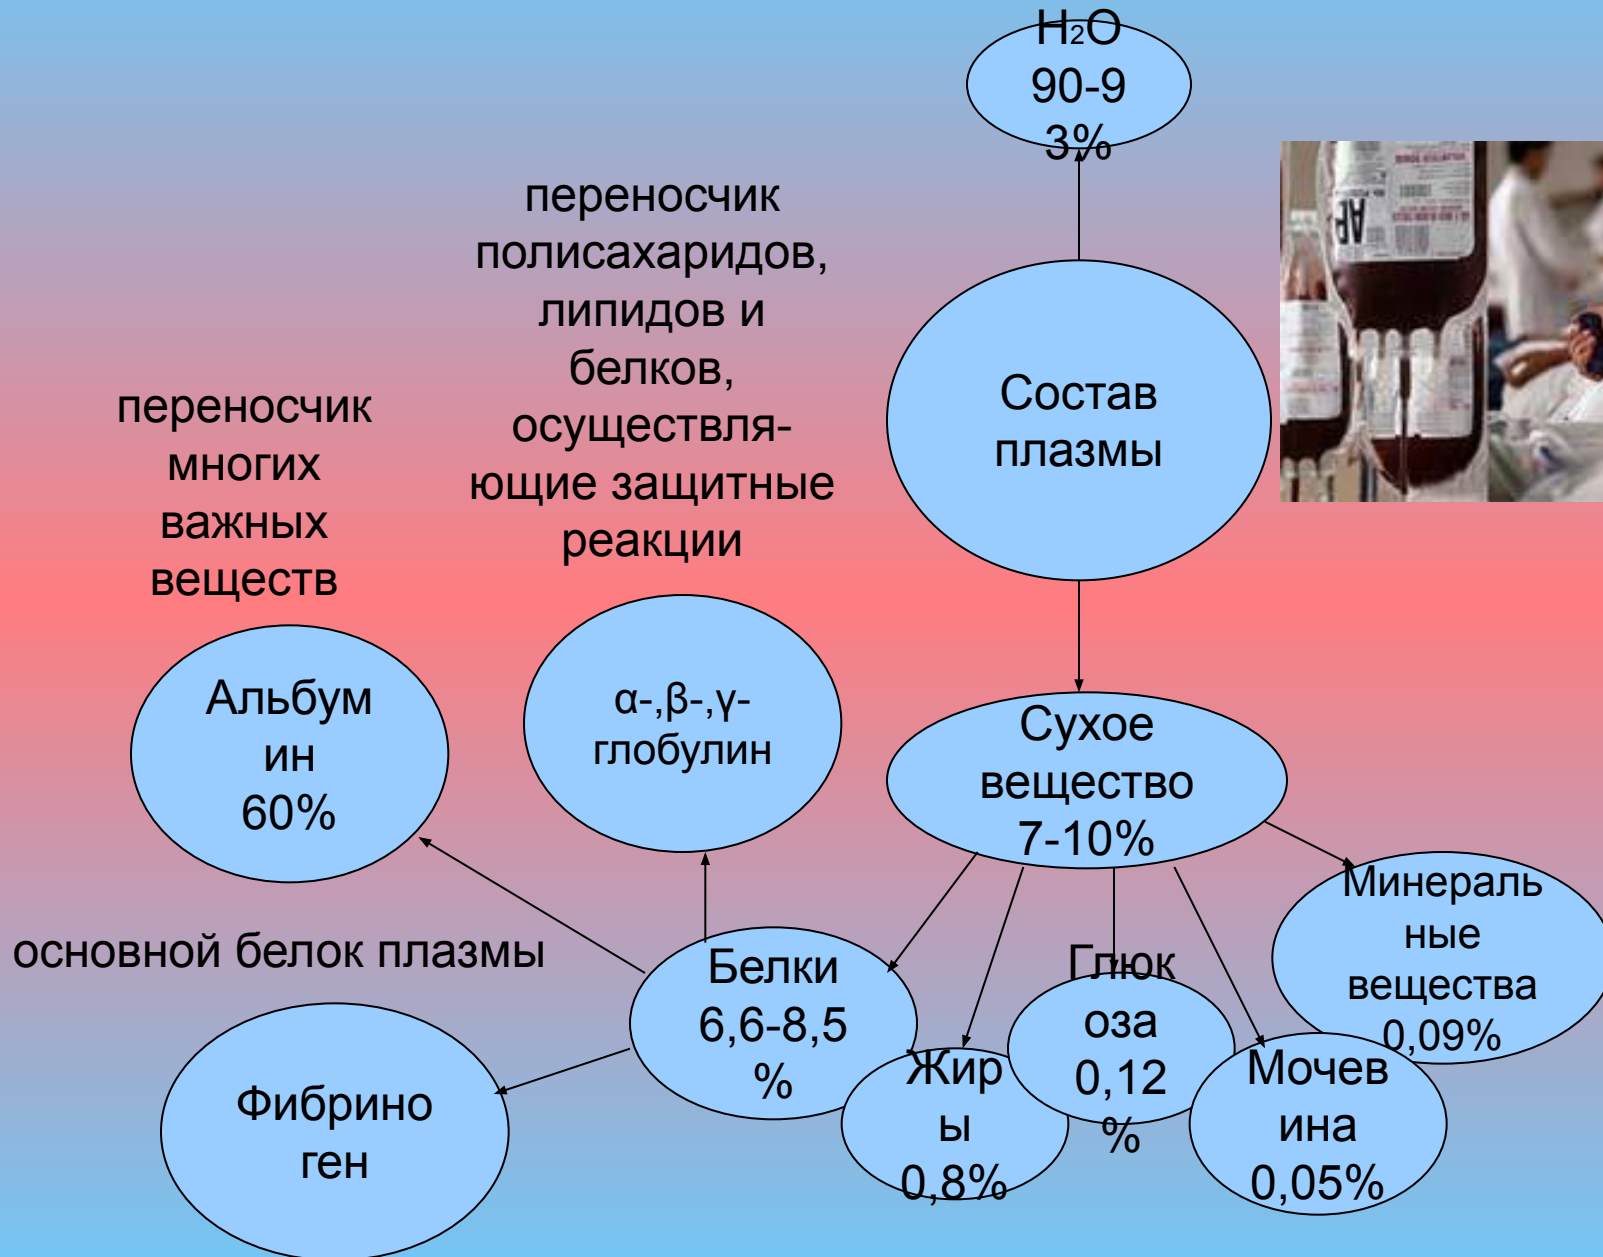 H₂O
90-9
3%
переносчик
полисахаридов,
липидов и
белков,
осуществля-
ющие защитные
реакции
переносчик
многих
важных
веществ
Состав
плазмы
Альбум
ин
60%
α-,β-,γ-
глобулин
Сухое
вещество
7-10%
основной белок плазмы
Фибрино
ген
Белки
6,6-8,5
%
Жир
ы
0,8%
Глюк
оза
0,12
%
Мочев
ина
0,05%
Минераль
ные
вещества
0,09%